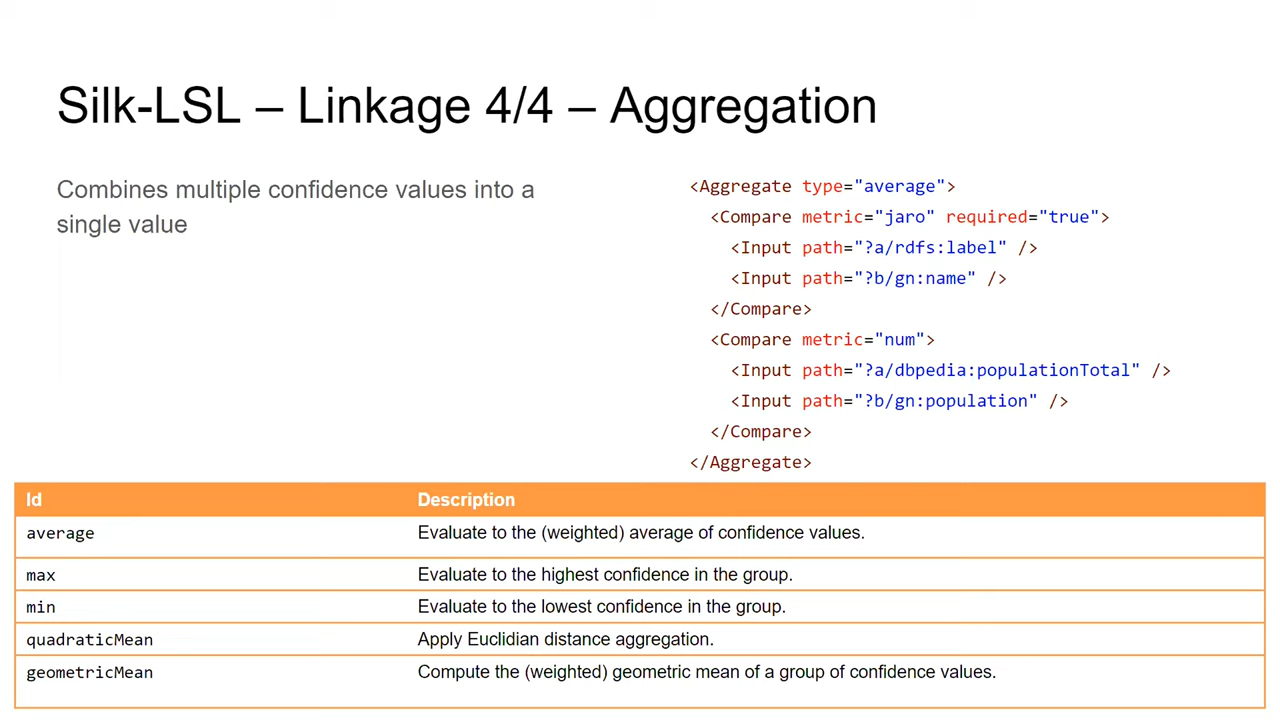 Silk-LSL – Linkage 4/4 – Aggregation
Combines multiple confidence values into a
single value
<Aggregate type="average">
<Compare metric="jaro" required="true">
<Input path="?a/rdfs:label" />
<Input path="?b/gn:name" />
</Compare>
<Compare metric="num">
<Input path="?a/dbpedia:populationTotal" />
<Input path="?b/gn:population" />
</Compare>
</Aggregate>
Id Description
average Evaluate to the (weighted) average of confidence values.
max Evaluate to the highest confidence in the group.
min Evaluate to the lowest confidence in the group.
quadraticMean Apply Euclidian distance aggregation.
geometricMean Compute the (weighted) geometric mean of a group of confidence values.